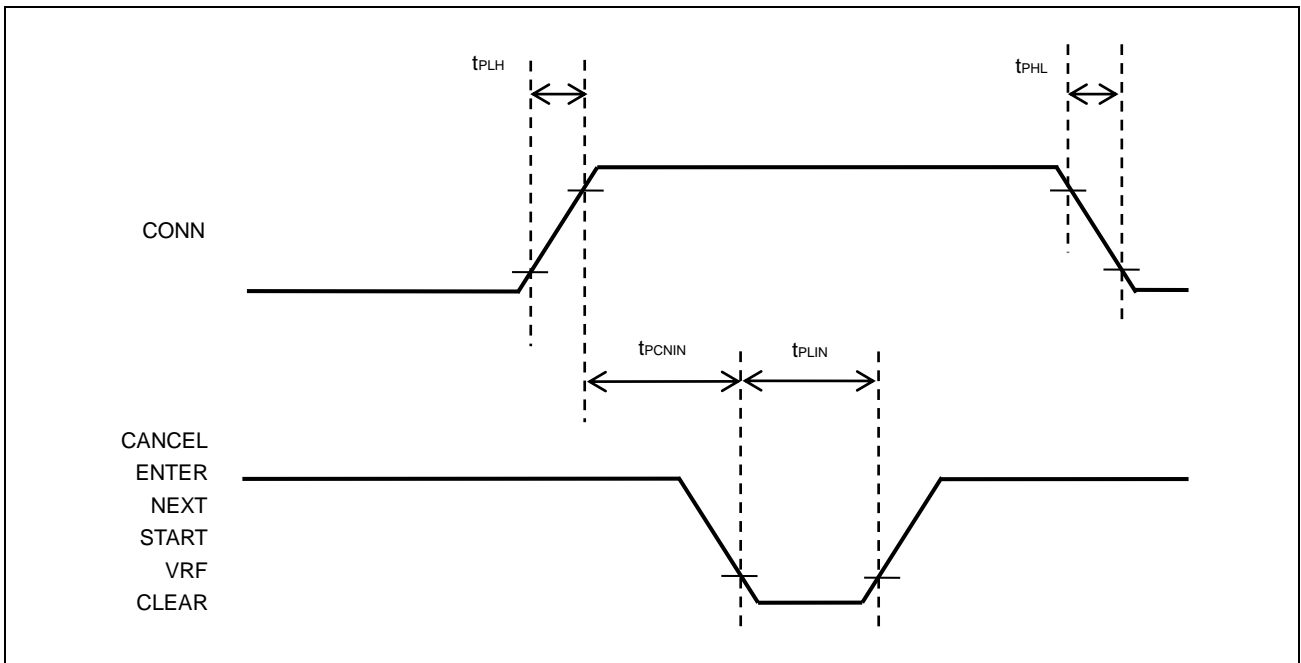 tPLH
tPHL
CONN
tPCNIN
tPLIN
CANCEL
ENTER
NEXT
START
VRF
CLEAR